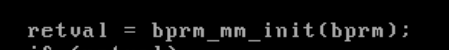 retval = bprm_mm_init(bprm);